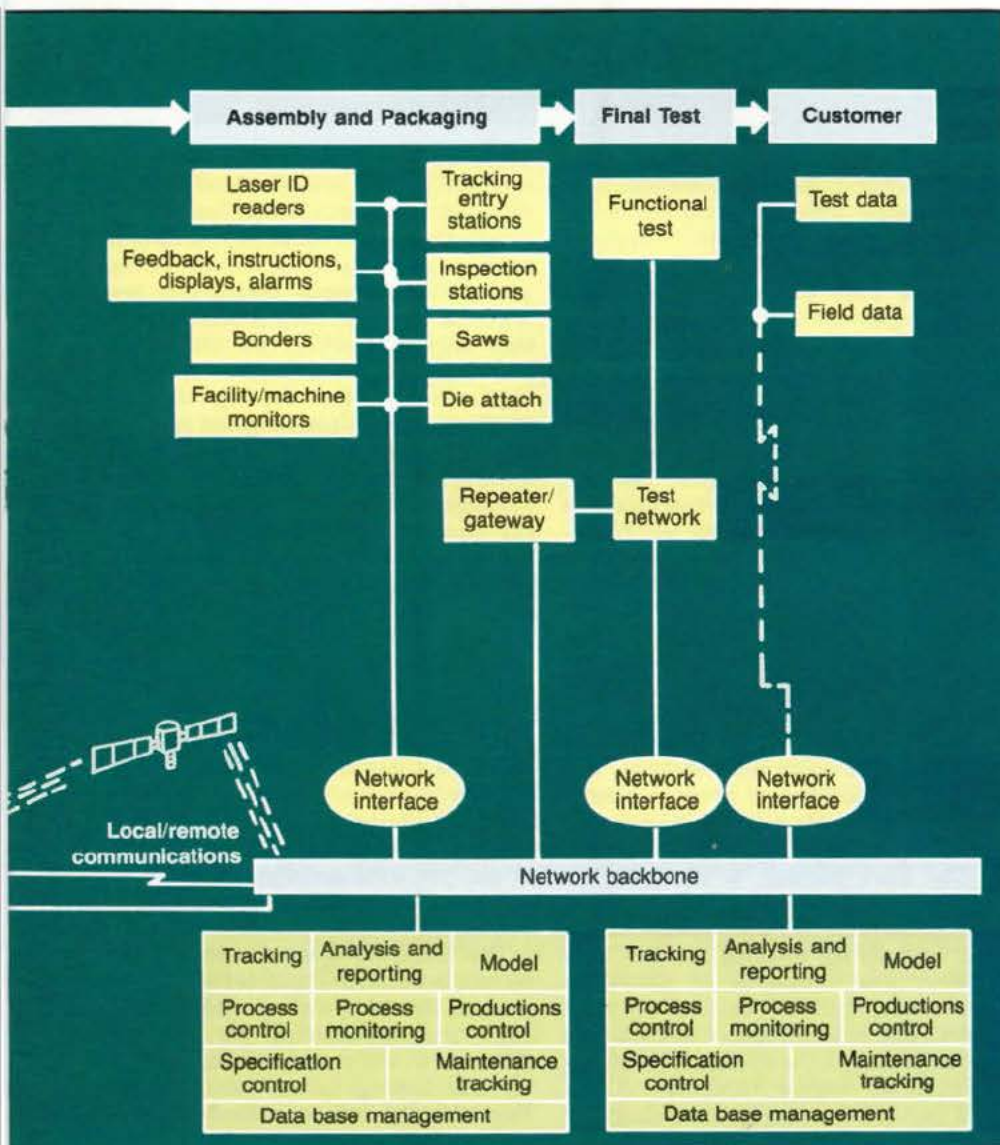 Assembly and Packaging
Final Test
Customer
Laser ID
readers
Tracking
entry
stations
Feedback, instructions,
displays, alarms
Inspection
stations
Bonders
Saws
Facility/machine
monitors
Die attach
Functional
test
Test data
Field data
Repeater/
gateway
Test
network
Network
interface
Network
interface
Network
interface
Local/remote
communications
Network backbone
Tracking
Analysis and
reporting
Model
Process
control
Process
monitoring
Productions
control
Specification
control
Maintenance
tracking
Data base management
Tracking
Analysis and
reporting
Model
Process
control
Process
monitoring
Productions
control
Specification
control
Maintenance
tracking
Data base management